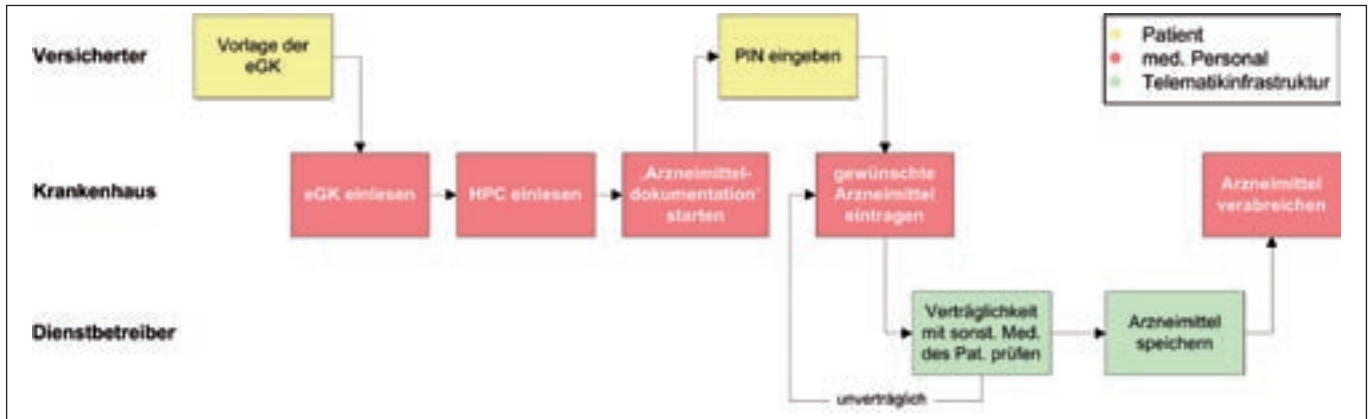 Versicherter
Vorlage der
eGK
PIN eingeben
Patient
med. Personal
Telematikinfrastruktur
Krankenhaus
eGK einlesen
HPC einlesen
„Arzneimittel-
dokumentation“
starten
gewünschte
Arzneimittel
eintragen
Arzneimittel
verabreichen
Dienstbetreiber
Verträglichkeit
mit sonst. Med.
des Pat. prüfen
Arzneimittel
speichern
unverträglich